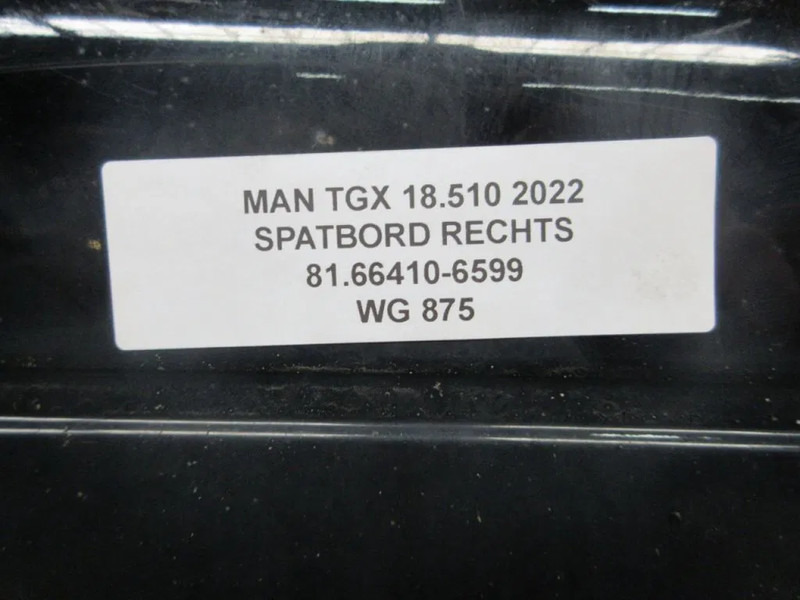 MAN TGX 18.510 2022
SPATBORD RECHTS
81.66410-6599
WG 875